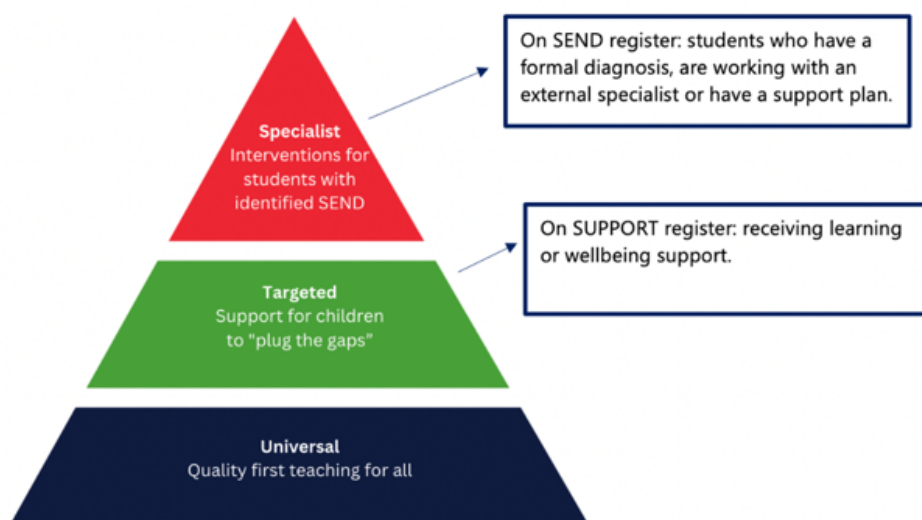 On SEND register: students who have a
formal diagnosis, are working with an
external specialist or have a support plan.
Specialist
Interventions for
students with
identified SEND
On SUPPORT register: receiving learning
or wellbeing support.
Targeted
Support for children
to "plug the gaps"
Universal
Quality first teaching for all